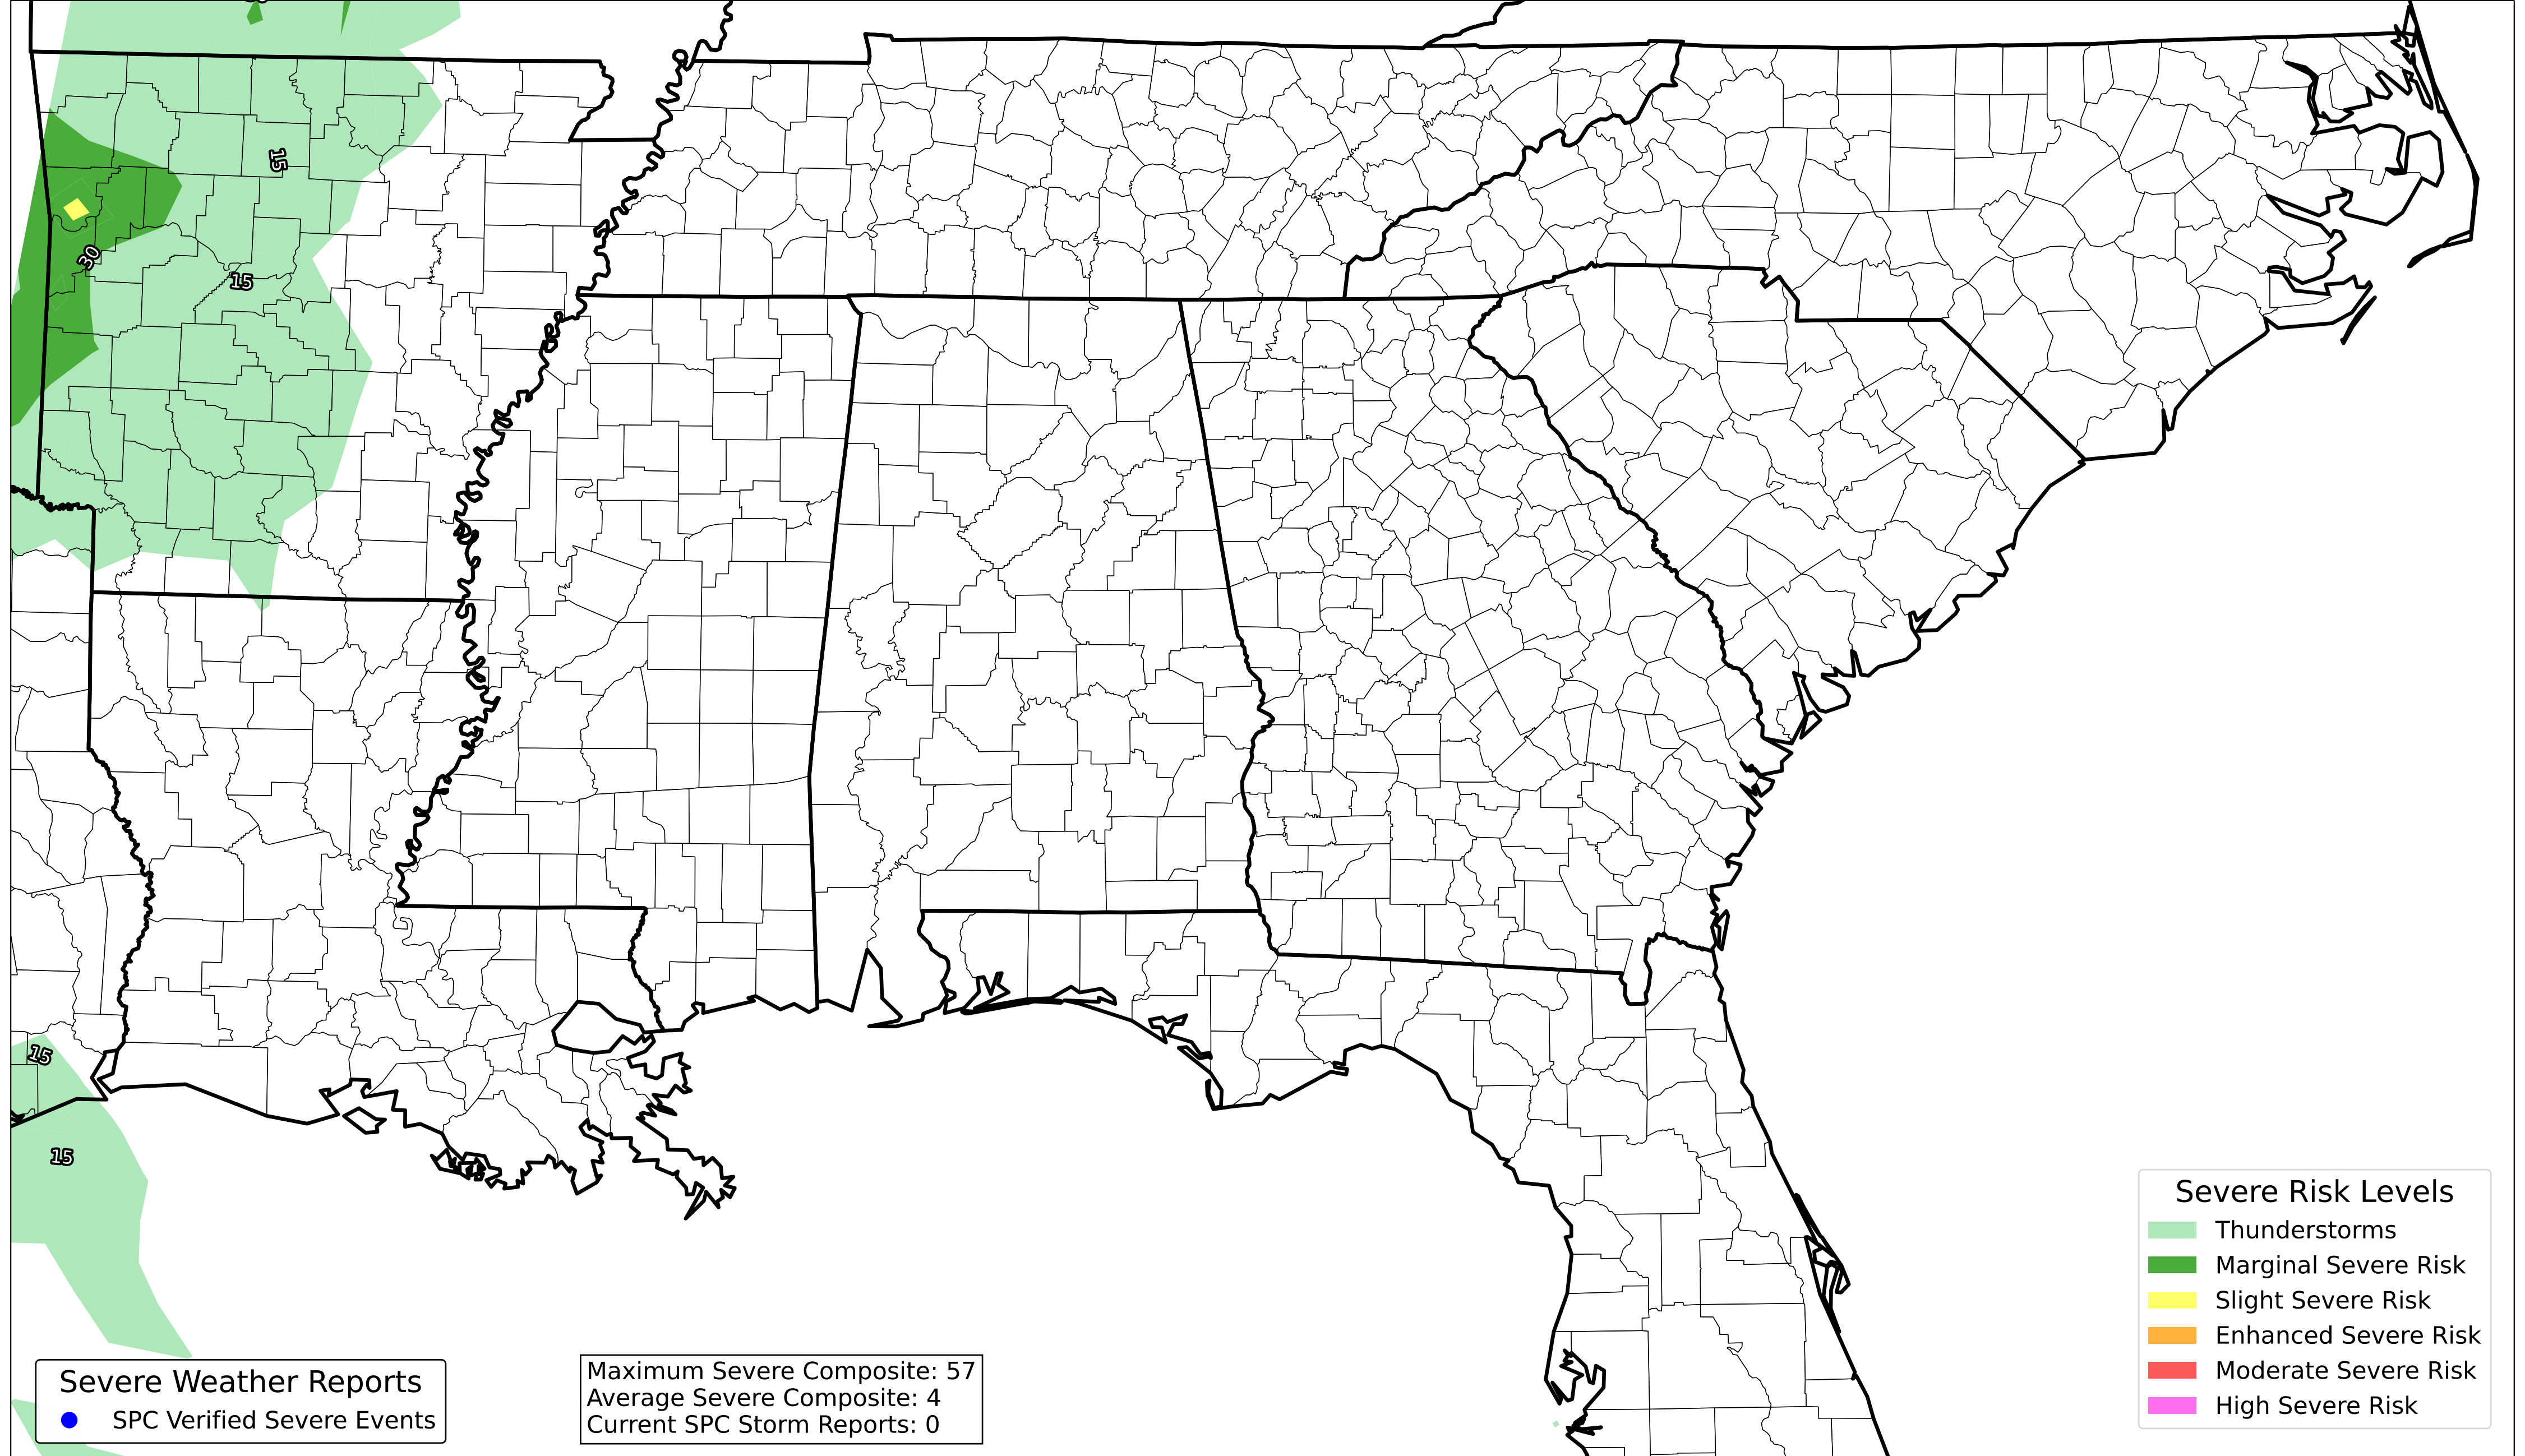 15
30
15
15
15
Severe Risk Levels
Thunderstorms
Marginal Severe Risk
Slight Severe Risk
Enhanced Severe Risk
Moderate Severe Risk
High Severe Risk
Severe Weather Reports
SPC Verified Severe Events
Maximum Severe Composite: 57
Average Severe Composite: 4
Current SPC Storm Reports: 0